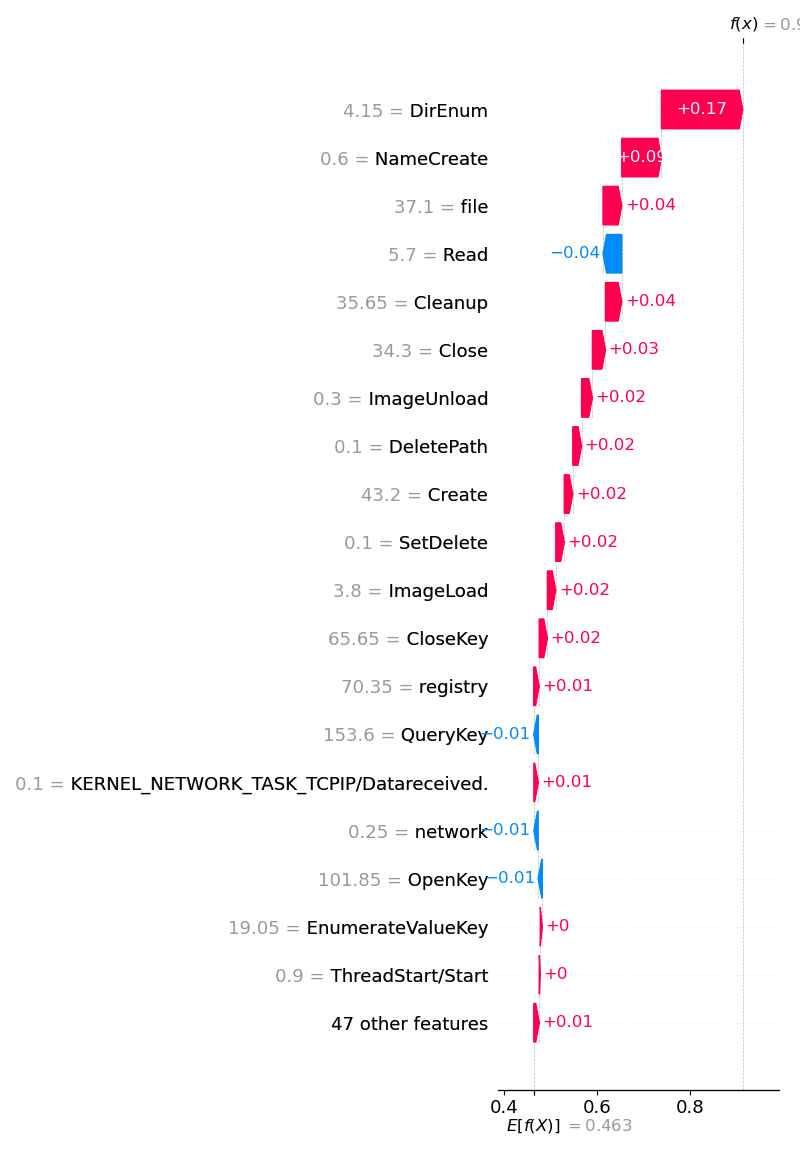 f(x) = 0.9
4.15 = DirEnum +0.17
0.6 = NameCreate +0.09
37.1 = file +0.04
5.7 = Read −0.04
35.65 = Cleanup +0.04
34.3 = Close +0.03
0.3 = ImageUnload +0.02
0.1 = DeletePath +0.02
43.2 = Create +0.02
0.1 = SetDelete +0.02
3.8 = ImageLoad +0.02
65.65 = CloseKey +0.02
70.35 = registry +0.01
153.6 = QueryKey −0.01
0.1 = KERNEL_NETWORK_TASK_TCPIP/Datareceived. +0.01
0.25 = network −0.01
101.85 = OpenKey −0.01
19.05 = EnumerateValueKey +0
0.9 = ThreadStart/Start +0
47 other features +0.01
0.4 0.6 0.8
E[f(X)] = 0.463